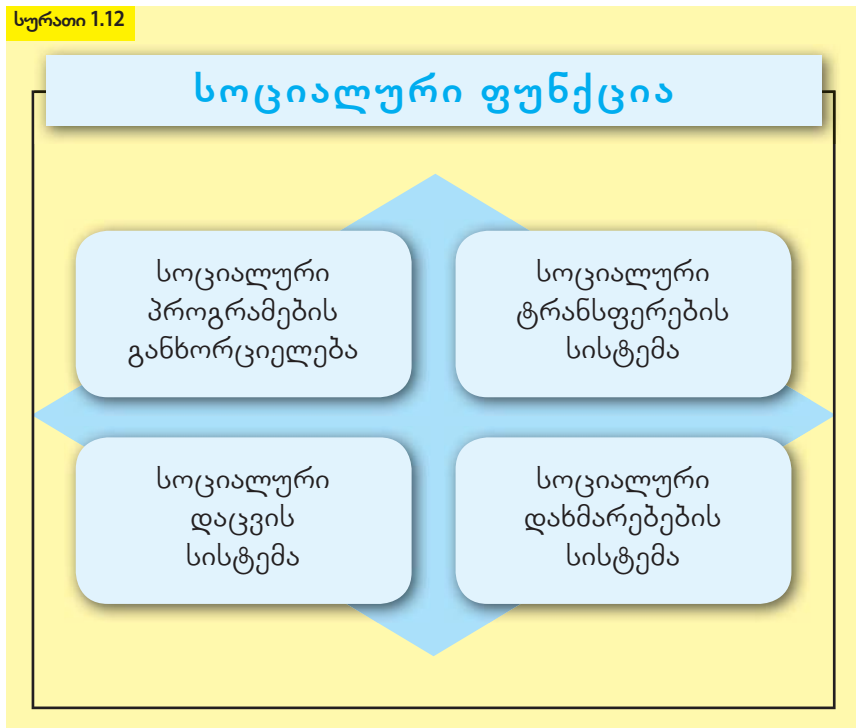 სურათი 1.12
სოციალური ფუნქცია
სოციალური
პროგრამების
განხორციელება
სოციალური
ტრანსფერების
სისტემა
სოციალური
დაცვის
სისტემა
სოციალური
დახმარებების
სისტემა